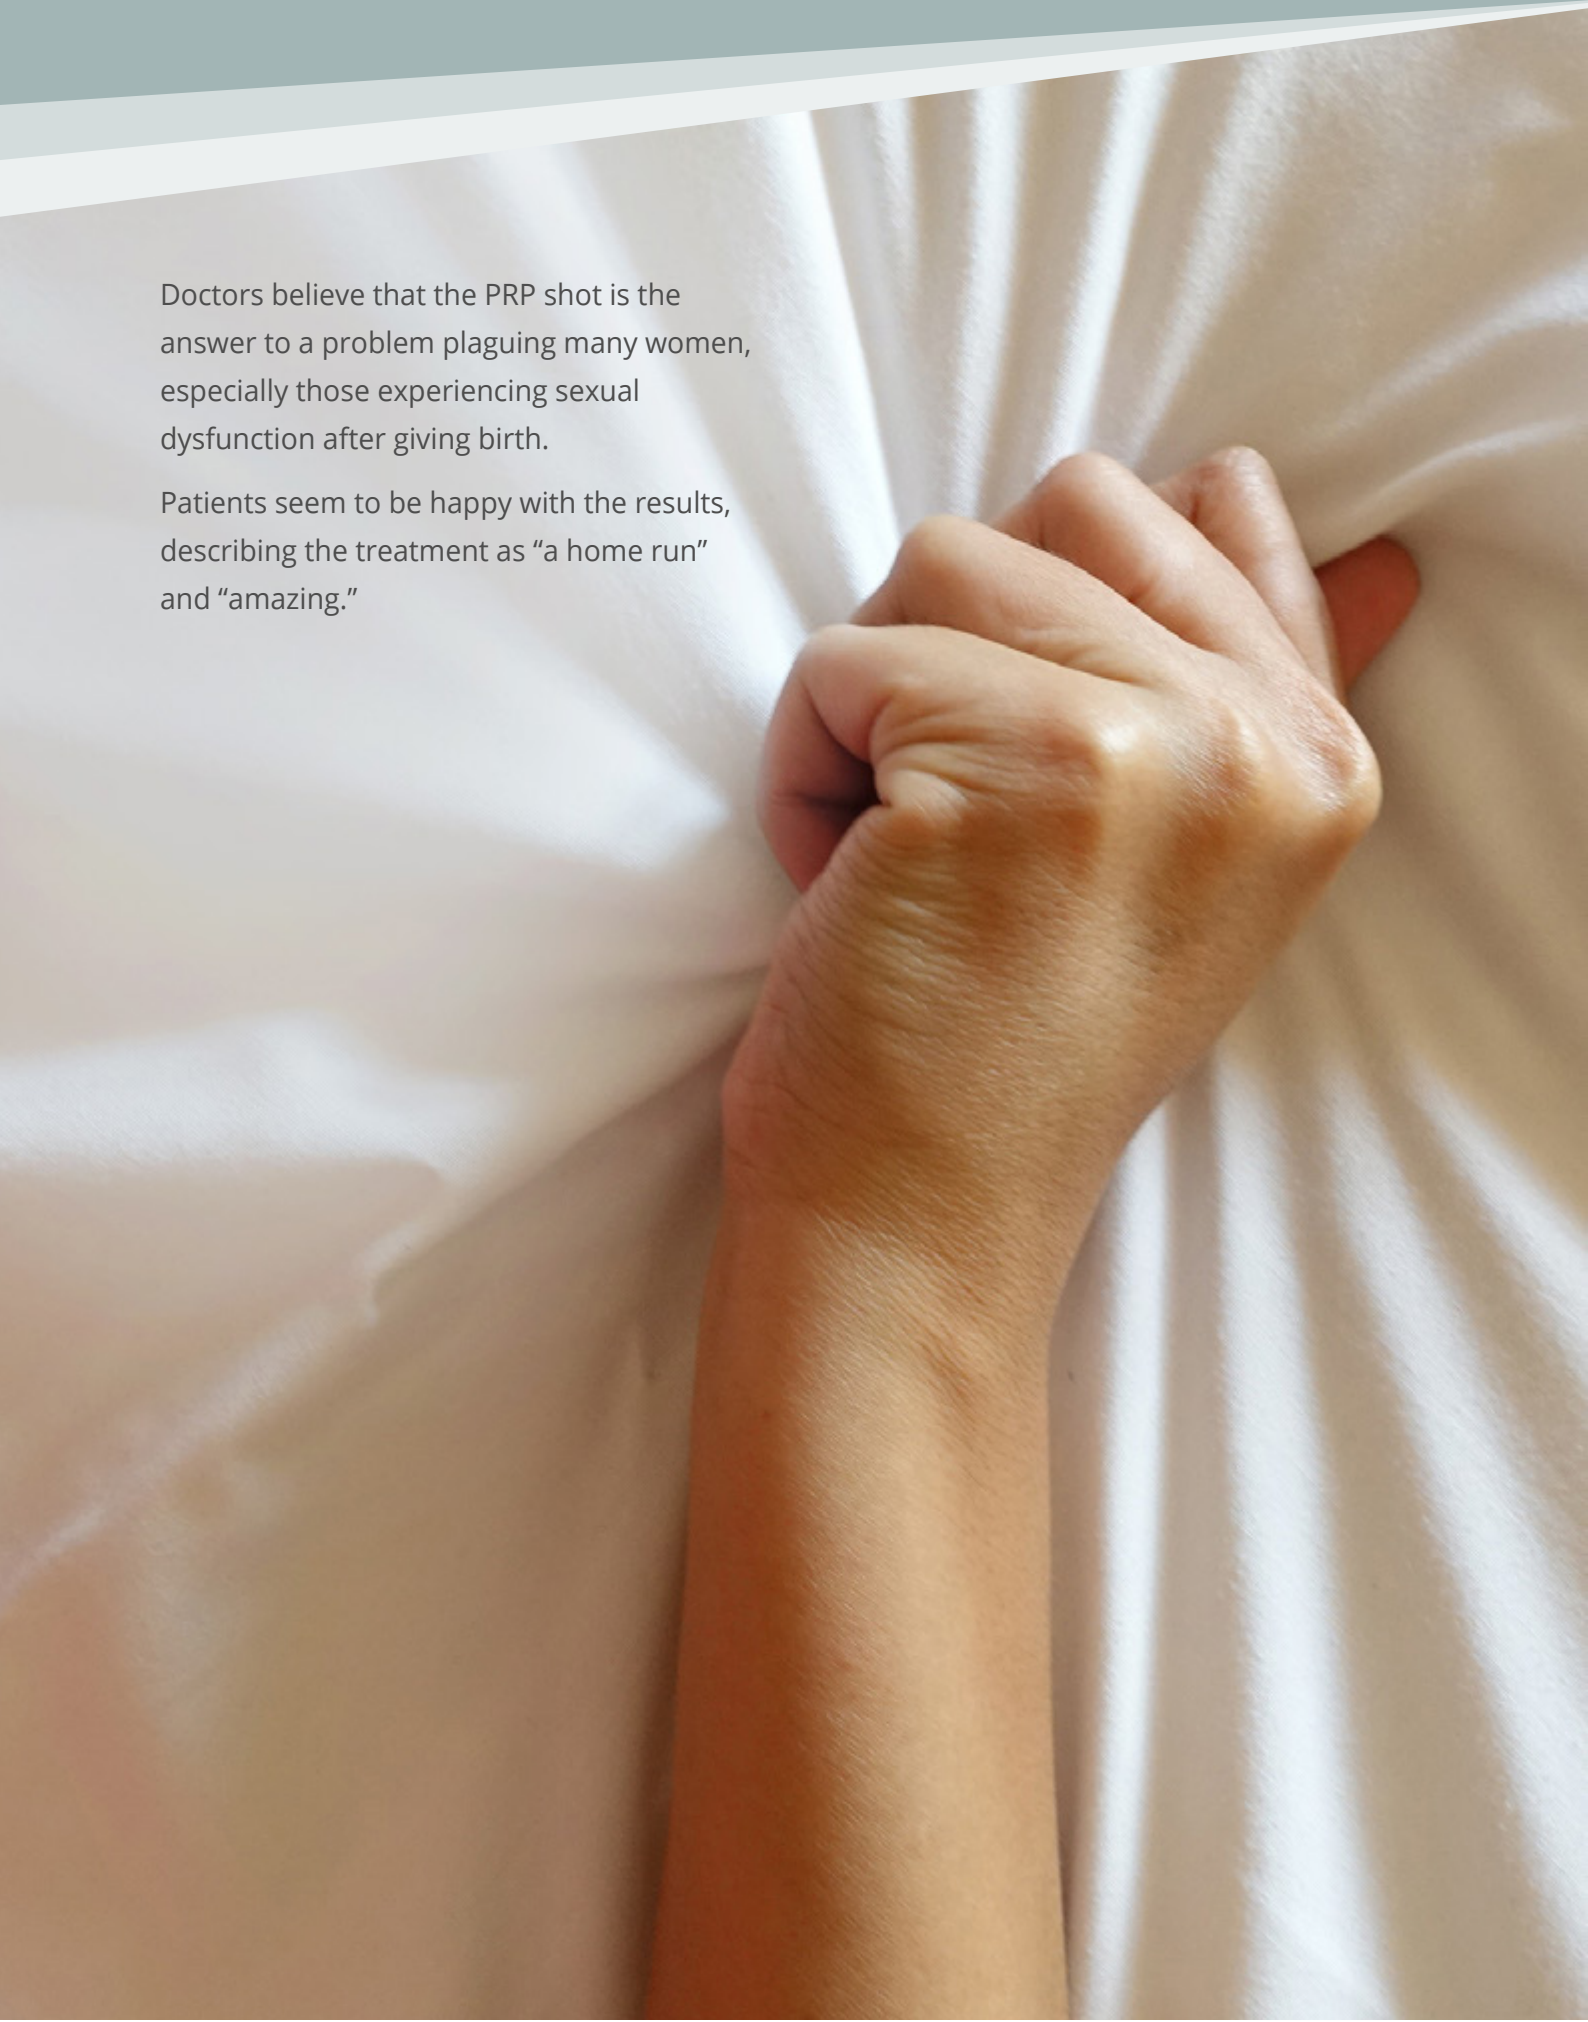 Doctors believe that the PRP shot is the
answer to a problem plaguing many women,
especially those experiencing sexual
dysfunction after giving birth.
Patients seem to be happy with the results,
describing the treatment as “a home run”
and “amazing.”